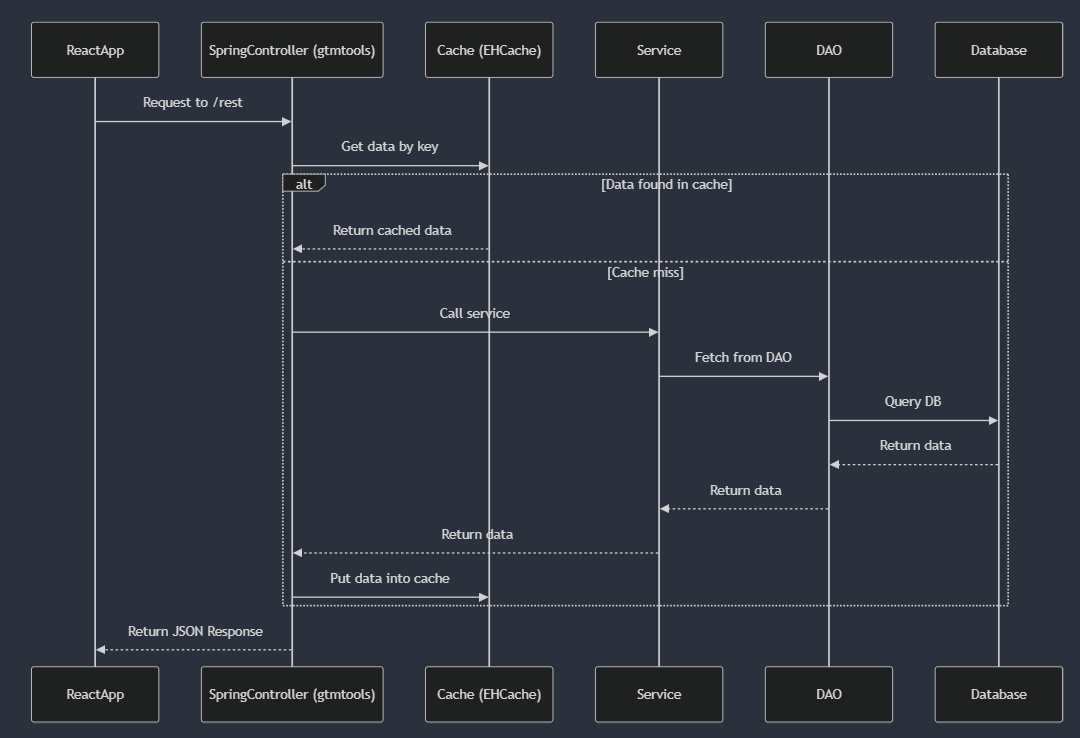 ReactApp
SpringController (gtmtools)
Cache (EHCache)
Service
DAO
Database
Request to /rest
Get data by key
alt
[Data found in cache]
Return cached data
[Cache miss]
Call service
Fetch from DAO
Query DB
Return data
Return data
Return data
Put data into cache
Return JSON Response
ReactApp
SpringController (gtmtools)
Cache (EHCache)
Service
DAO
Database